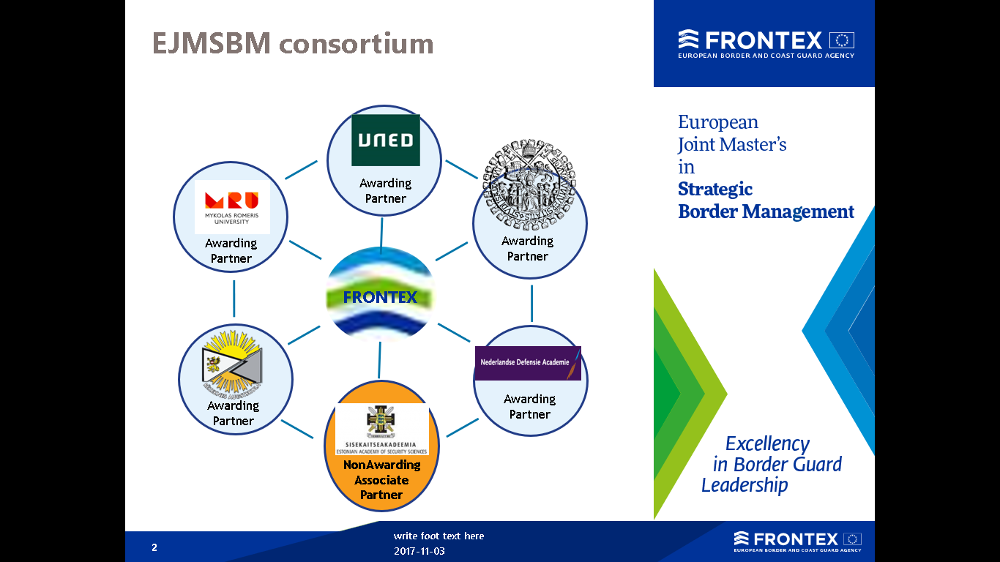 EJMSBM consortium
FRONTEX
EUROPEAN BORDER AND COAST GUARD AGENCY
European
Joint Master's
in
Strategic
Border Management
UNED
Awarding
Partner
Awarding
Partner
MRU
MYKOLAS ROMERIS
UNIVERSITY
Awarding
Partner
FRONTEX
Awarding
Partner
Nederlandse Defensie Academie
Awarding
Partner
SISEKAITSEAKADEEMIA
ESTONIAN ACADEMY OF SECURITY SCIENCES
NonAwarding
Associate
Partner
Excellency
in Border Guard
Leadership
2
write foot text here
2017-11-03
FRONTEX
EUROPEAN BORDER AND COAST GUARD AGENCY